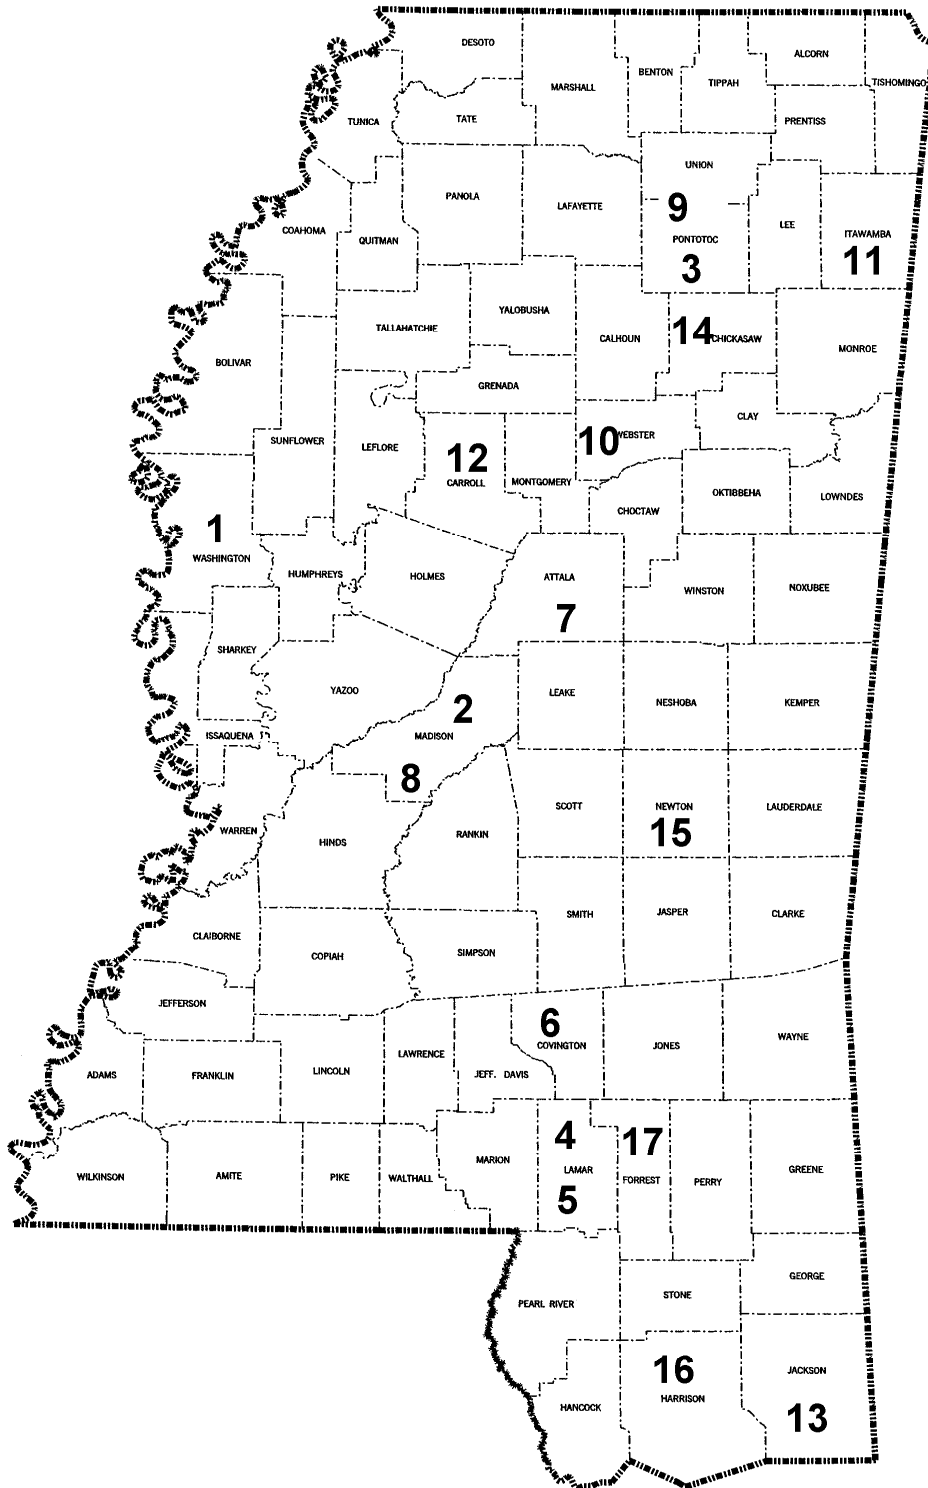 DESOTO
ALCORN
BENTON
TIPPAH
TISHOMINGO
MARSHALL
TUNICA
TATE
PRENTISS
UNION
PANOLA
LAFAYETTE
9
LEE
COAHOMA
QUITMAN
PONTOTOC
ITAWAMBA
3
11
YALOBUSHA
TALLAHATCHIE
CALHOUN
14
CHICKASAW
MONROE
BOLIVAR
GRENADA
CLAY
SUNFLOWER
LEFLORE
12
10
WEBSTER
CARROLL
MONTGOMERY
OKTIBBEHA
LOWNDES
CHOCTAW
1
WASHINGTON
HUMPHREYS
HOLMES
ATTALA
WINSTON
NOXUBEE
7
SHARKEY
YAZOO
LEAKE
NESHOBA
KEMPER
2
ISSAQUENA
MADISON
8
SCOTT
NEWTON
LAUDERDALE
WARREN
HINDS
RANKIN
15
SMITH
JASPER
CLARKE
CLAIBORNE
COPIAH
SIMPSON
JEFFERSON
6
COVINGTON
JONES
WAYNE
LAWRENCE
ADAMS
FRANKLIN
LINCOLN
JEFF. DAVIS
4
17
WILKINSON
AMITE
PIKE
WALTHALL
MARION
LAMAR
FORREST
PERRY
GREENE
5
PEARL RIVER
STONE
GEORGE
16
JACKSON
HANCOCK
HARRISON
13